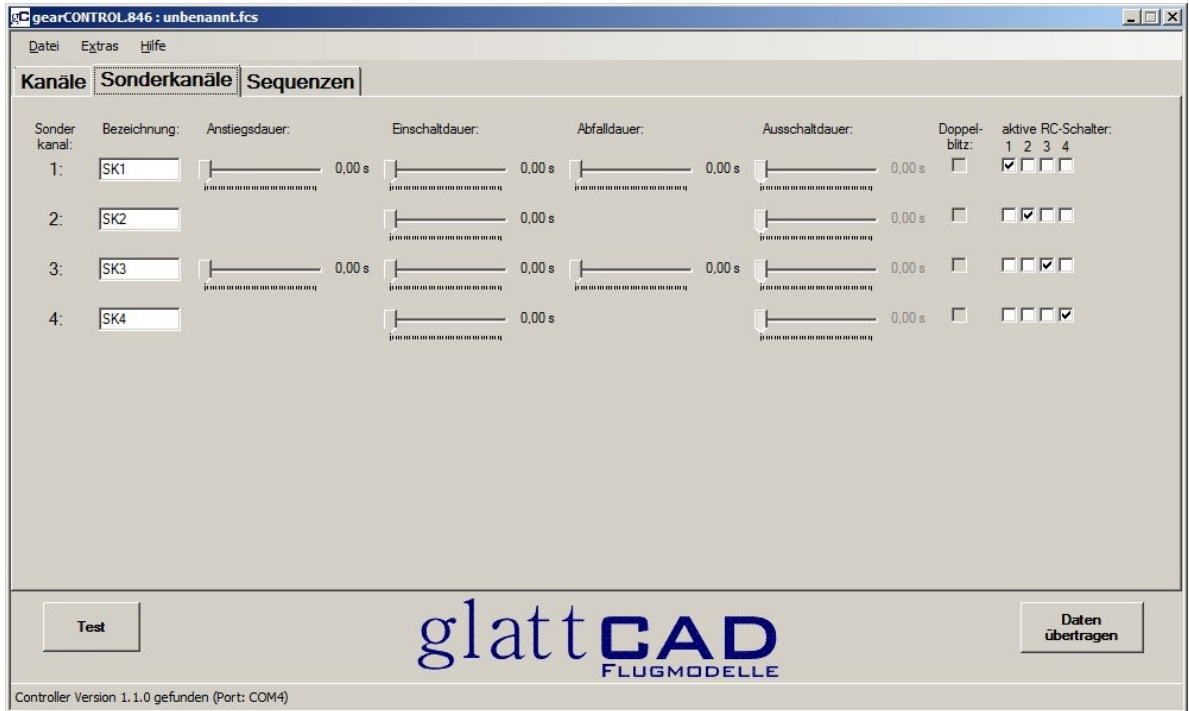 gC gearCONTROL.846 : unbenannt.fcs
Datei Extras Hilfe
Kanäle Sonderkanäle Sequenzen
Sonder kanal: Bezeichnung: Anstiegsdauer: Einschaltdauer: Abfalldauer: Ausschaltdauer: Doppel- blitz: aktive RC-Schalter:
1 2 3 4
1: SK1 0,00 s 0,00 s 0,00 s 0,00 s
2: SK2 0,00 s 0,00 s
3: SK3 0,00 s 0,00 s 0,00 s 0,00 s
4: SK4 0,00 s 0,00 s
Test
glattCAD
FLUGMODELLE
Daten
übertragen
Controller Version 1.1.0 gefunden (Port: COM4)